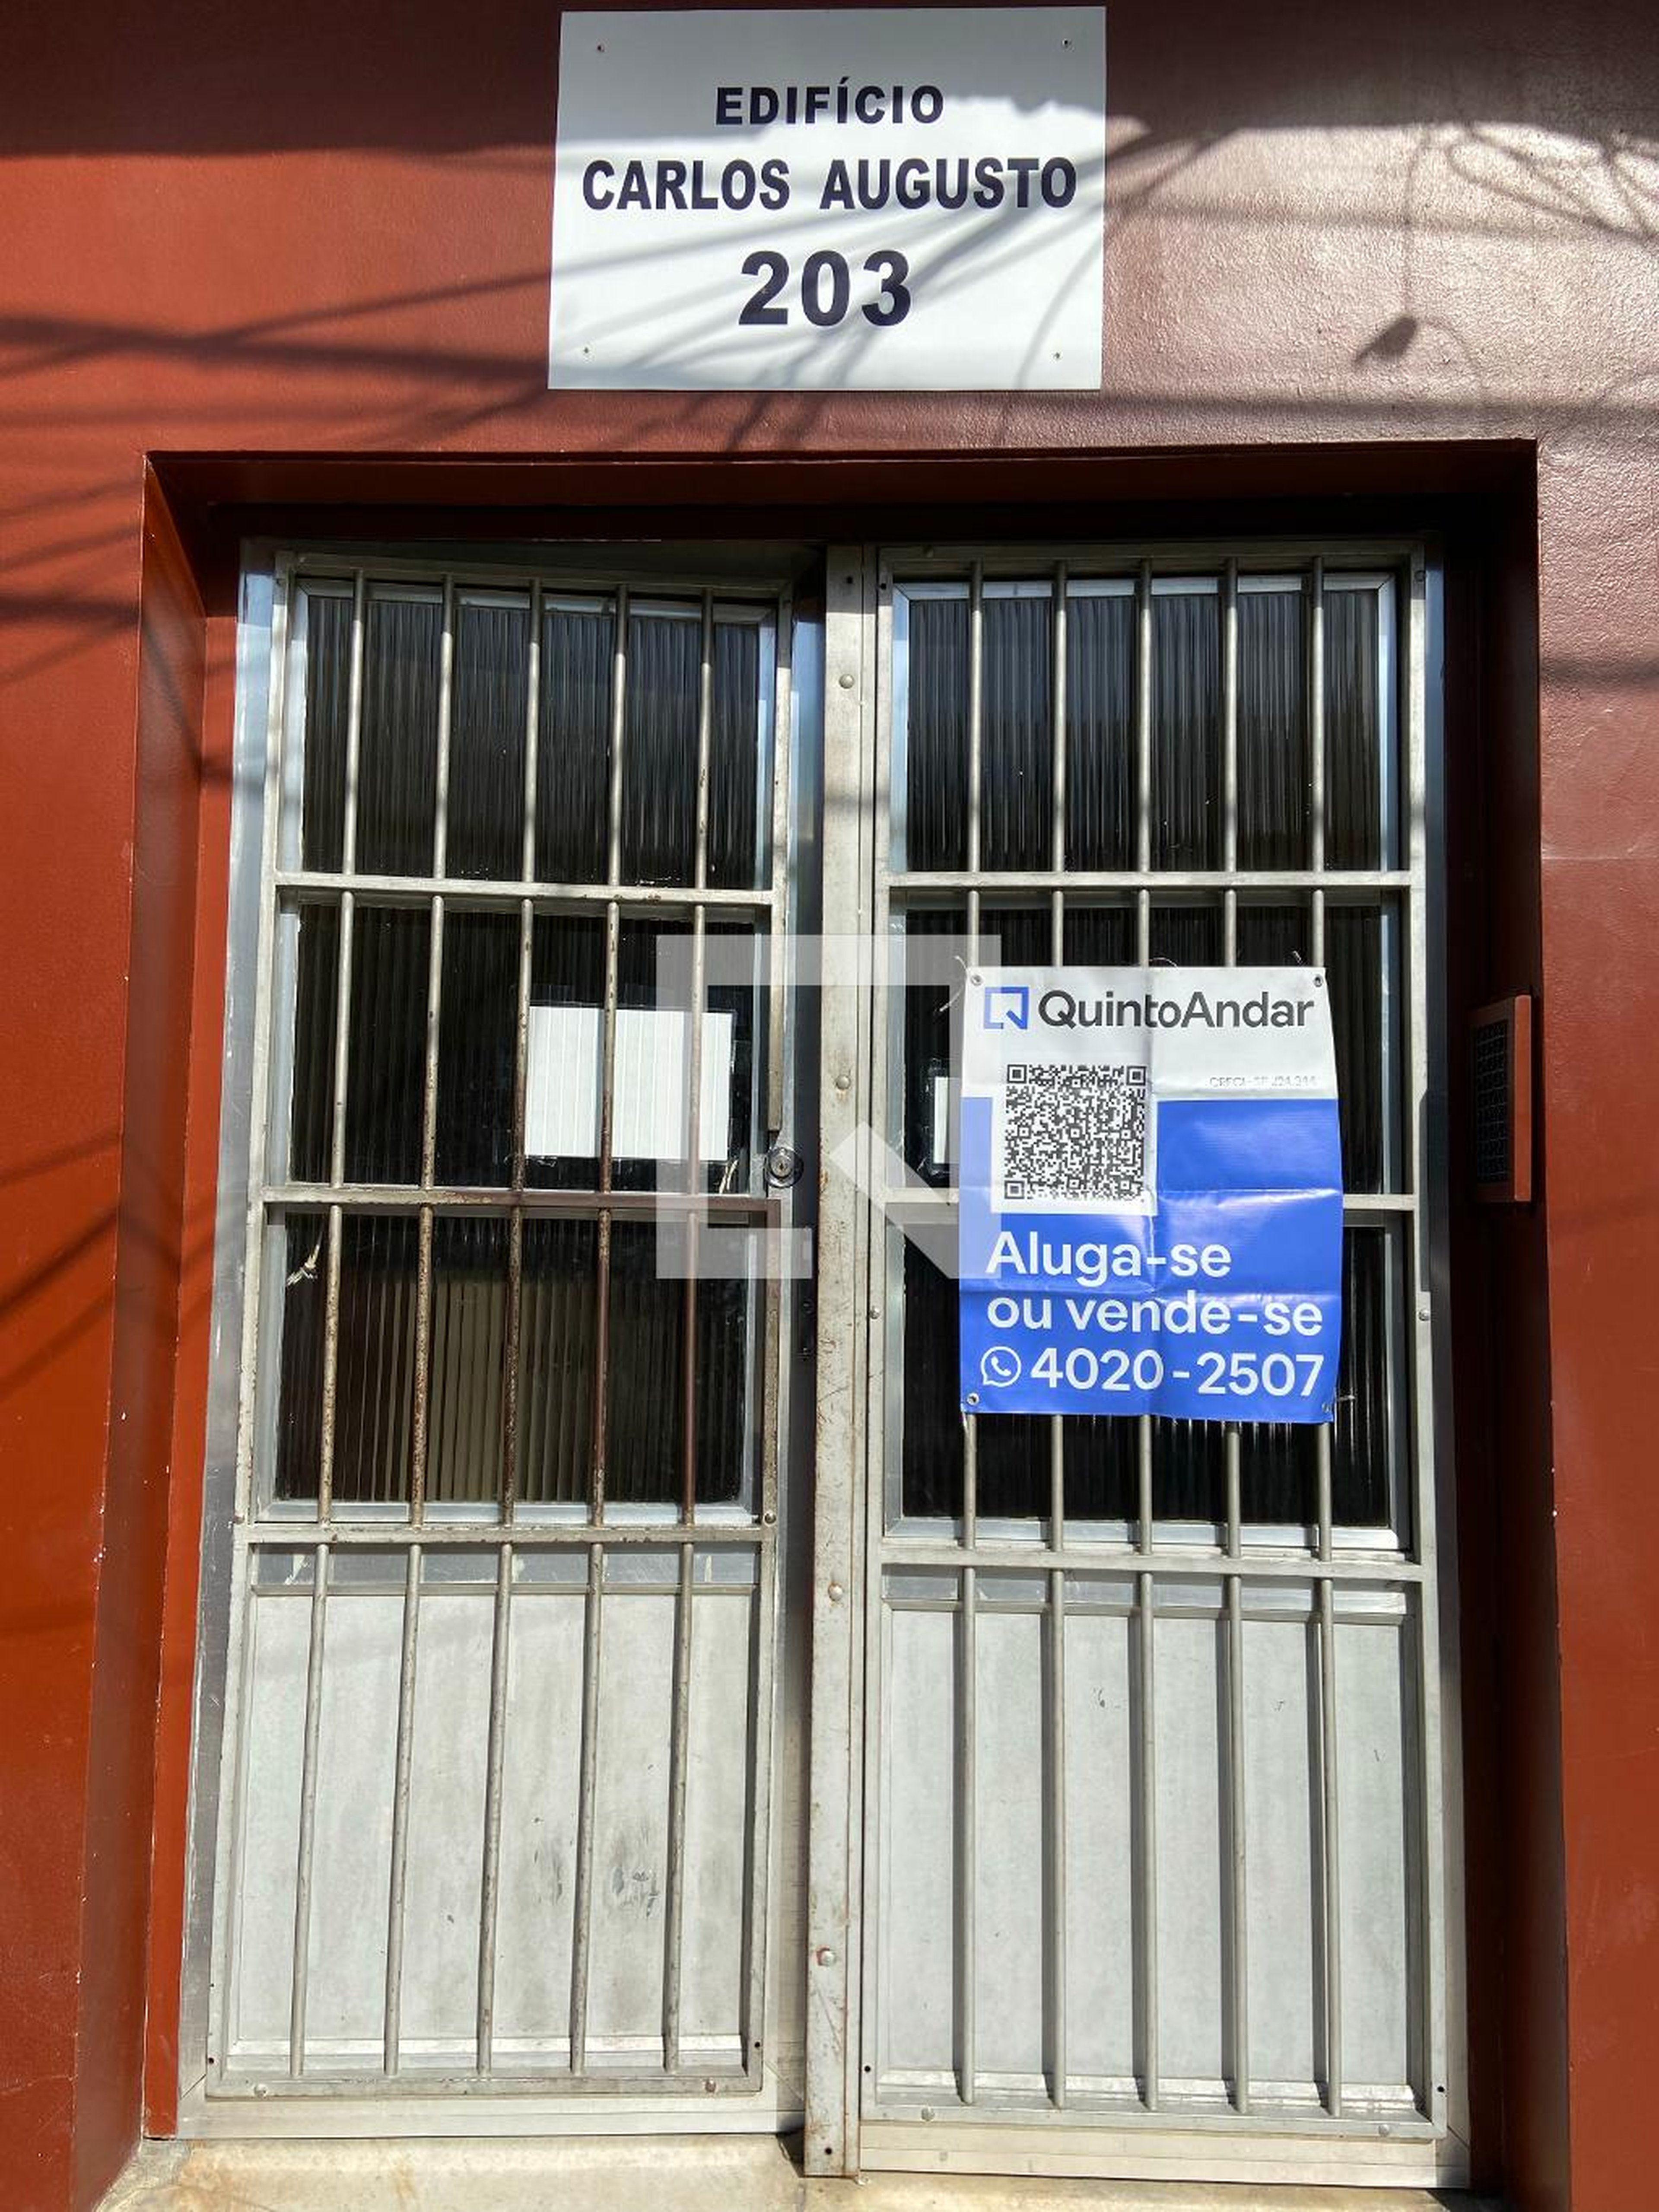 EDIFÍCIO
CARLOS AUGUSTO
203
QuintoAndar
Aluga-se
ou vende-se
4020-2507